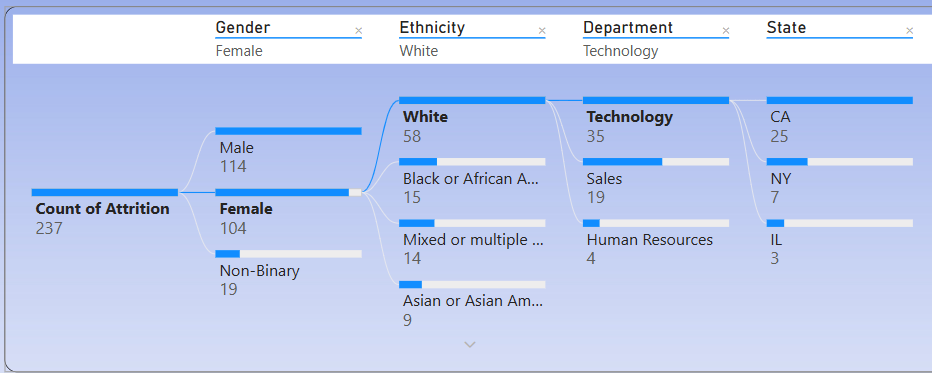 Gender
Female
Ethnicity
White
Department
Technology
State
Count of Attrition
237
Male
114
Female
104
Non-Binary
19
White
58
Black or African A...
15
Mixed or multiple ...
14
Asian or Asian Am...
9
Technology
35
Sales
19
Human Resources
4
CA
25
NY
7
IL
3